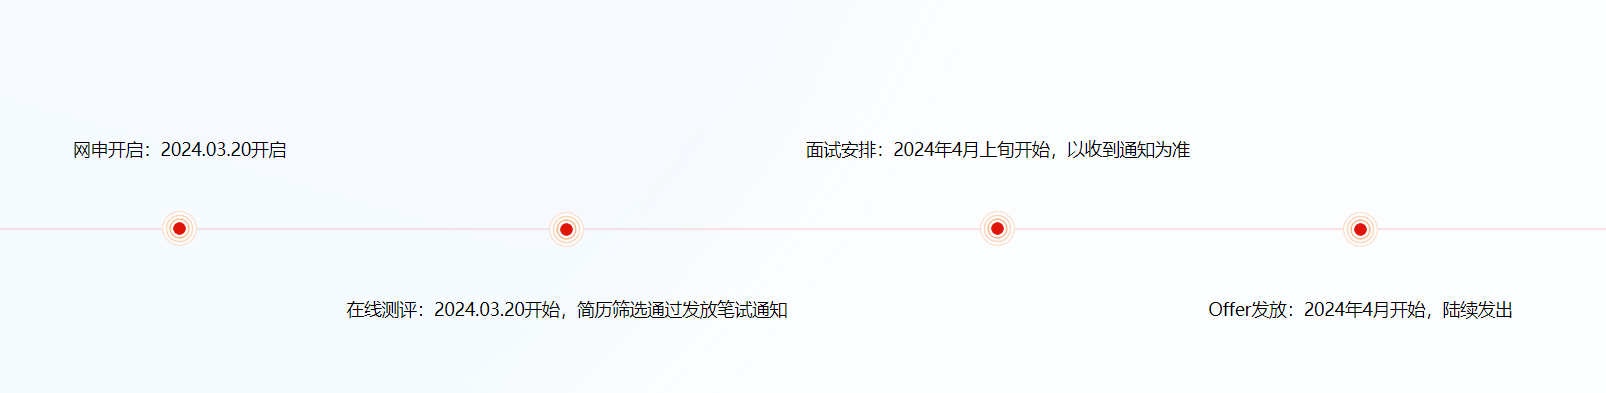 网申开启：2024.03.20开启
在线测评：2024.03.20开始，简历筛选通过发放笔试通知
面试安排：2024年4月上旬开始，以收到通知为准
Offer发放：2024年4月开始，陆续发出